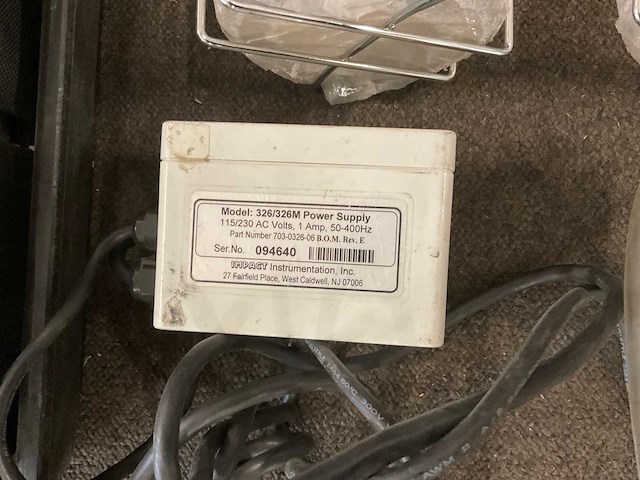 Model: 326/326M Power Supply
115/230 AC Volts, 1 Amp, 50-400Hz
Part Number 703-0326-06 B.O.M. Rev. E
Ser.No. 094640
IMPACT Instrumentation, Inc.
27 Fairfield Place, West Caldwell, NJ 07006